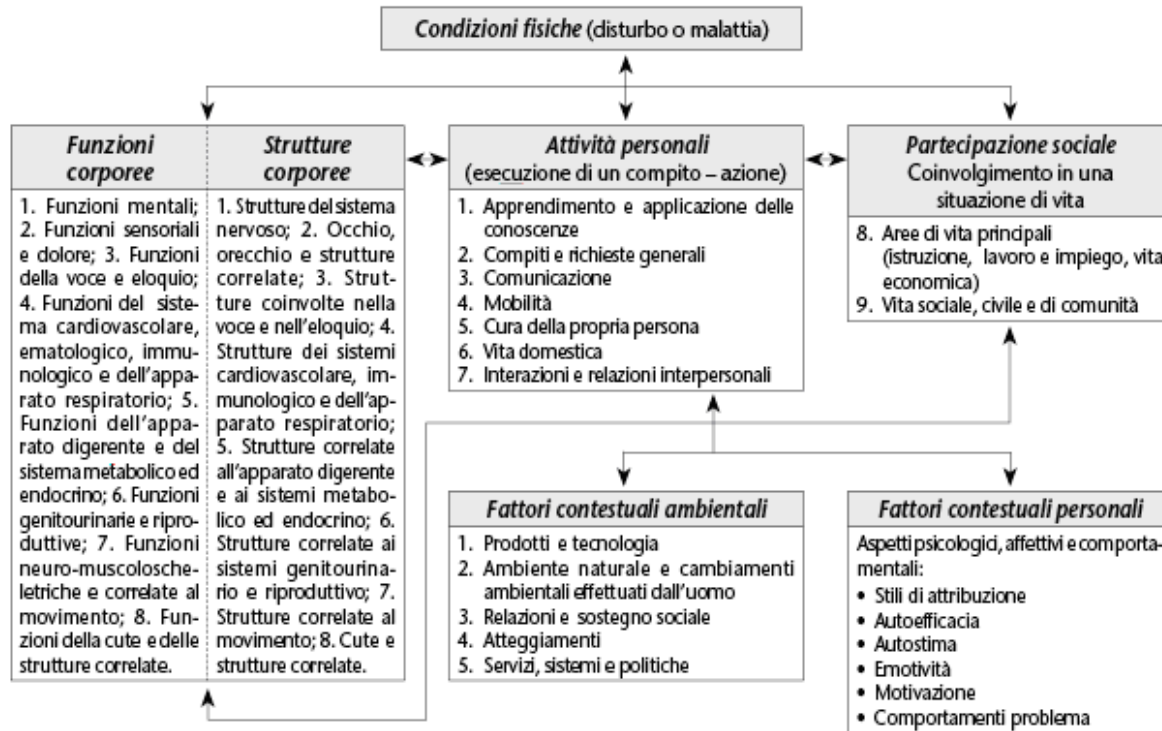 Condizioni fisiche (disturbo o malattia)
Funzioni
corporee
1. Funzioni mentali;
2. Funzioni sensoriali
e dolore; 3. Funzioni
della voce e eloquio;
4. Funzioni del siste-
ma cardiovascolare,
ematologico, immu-
nologico e dell'appa-
rato respiratorio; 5.
Funzioni dell'appa-
rato digerente e del
sistema metabolico ed
endocrino; 6. Funzioni
genitourinarie e ripro-
duttive; 7. Funzioni
neuro-muscolosche-
letriche e correlate al
movimento; 8. Fun-
zioni della cute e delle
strutture correlate.
Strutture
corporee
1. Strutture del sistema
nervoso; 2. Occhio,
orecchio e strutture
correlate; 3. Strut-
ture coinvolte nella
voce e nell'eloquio; 4.
Strutture dei sistemi
cardiovascolare, im-
munologico e dell'ap-
parato respiratorio;
5. Strutture correlate
all'apparato digerente
e ai sistemi metabo-
lico ed endocrino; 6.
Strutture correlate ai
sistemi genitourina-
rio e riproduttivo; 7.
Strutture correlate al
movimento; 8. Cute e
strutture correlate.
Attività personali
(esecuzione di un compito – azione)
1. Apprendimento e applicazione delle
conoscenze
2. Compiti e richieste generali
3. Comunicazione
4. Mobilità
5. Cura della propria persona
6. Vita domestica
7. Interazioni e relazioni interpersonali
Partecipazione sociale
Coinvolgimento in una
situazione di vita
8. Aree di vita principali
(istruzione, lavoro e impiego, vita
economica)
9. Vita sociale, civile e di comunità
Fattori contestuali ambientali
1. Prodotti e tecnologia
2. Ambiente naturale e cambiamenti
ambientali effettuati dall'uomo
3. Relazioni e sostegno sociale
4. Atteggiamenti
5. Servizi, sistemi e politiche
Fattori contestuali personali
Aspetti psicologici, affettivi e comporta-
mentali:
• Stili di attribuzione
• Autoefficacia
• Autostima
• Emotività
• Motivazione
• Comportamenti problema